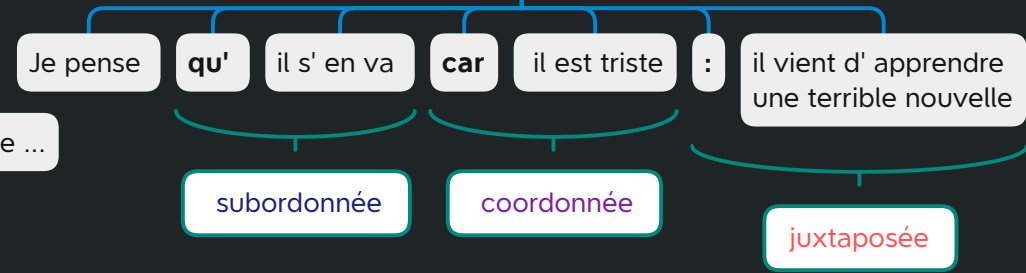 Je pense qu' il s' en va car il est triste : il vient d' apprendre
une terrible nouvelle
e ...
subordonnée coordonnée
juxtaposée